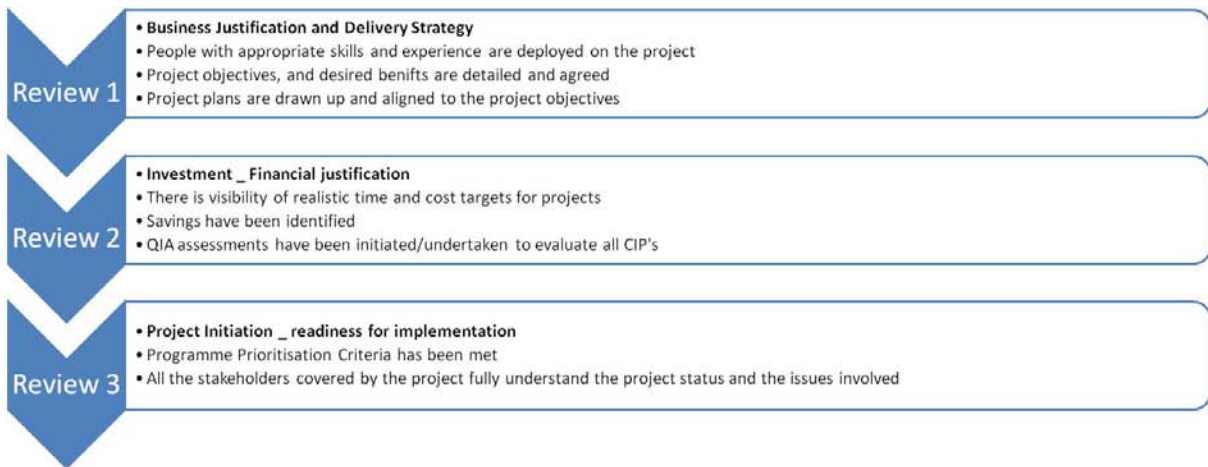 Review 1
• Business Justification and Delivery Strategy
• People with appropriate skills and experience are deployed on the project
• Project objectives, and desired benifts are detailed and agreed
• Project plans are drawn up and aligned to the project objectives
Review 2
• Investment _ Financial justification
• There is visibility of realistic time and cost targets for projects
• Savings have been identified
• QIA assessments have been initiated/undertaken to evaluate all CIP's
Review 3
• Project Initiation _ readiness for implementation
• Programme Prioritisation Criteria has been met
• All the stakeholders covered by the project fully understand the project status and the issues involved